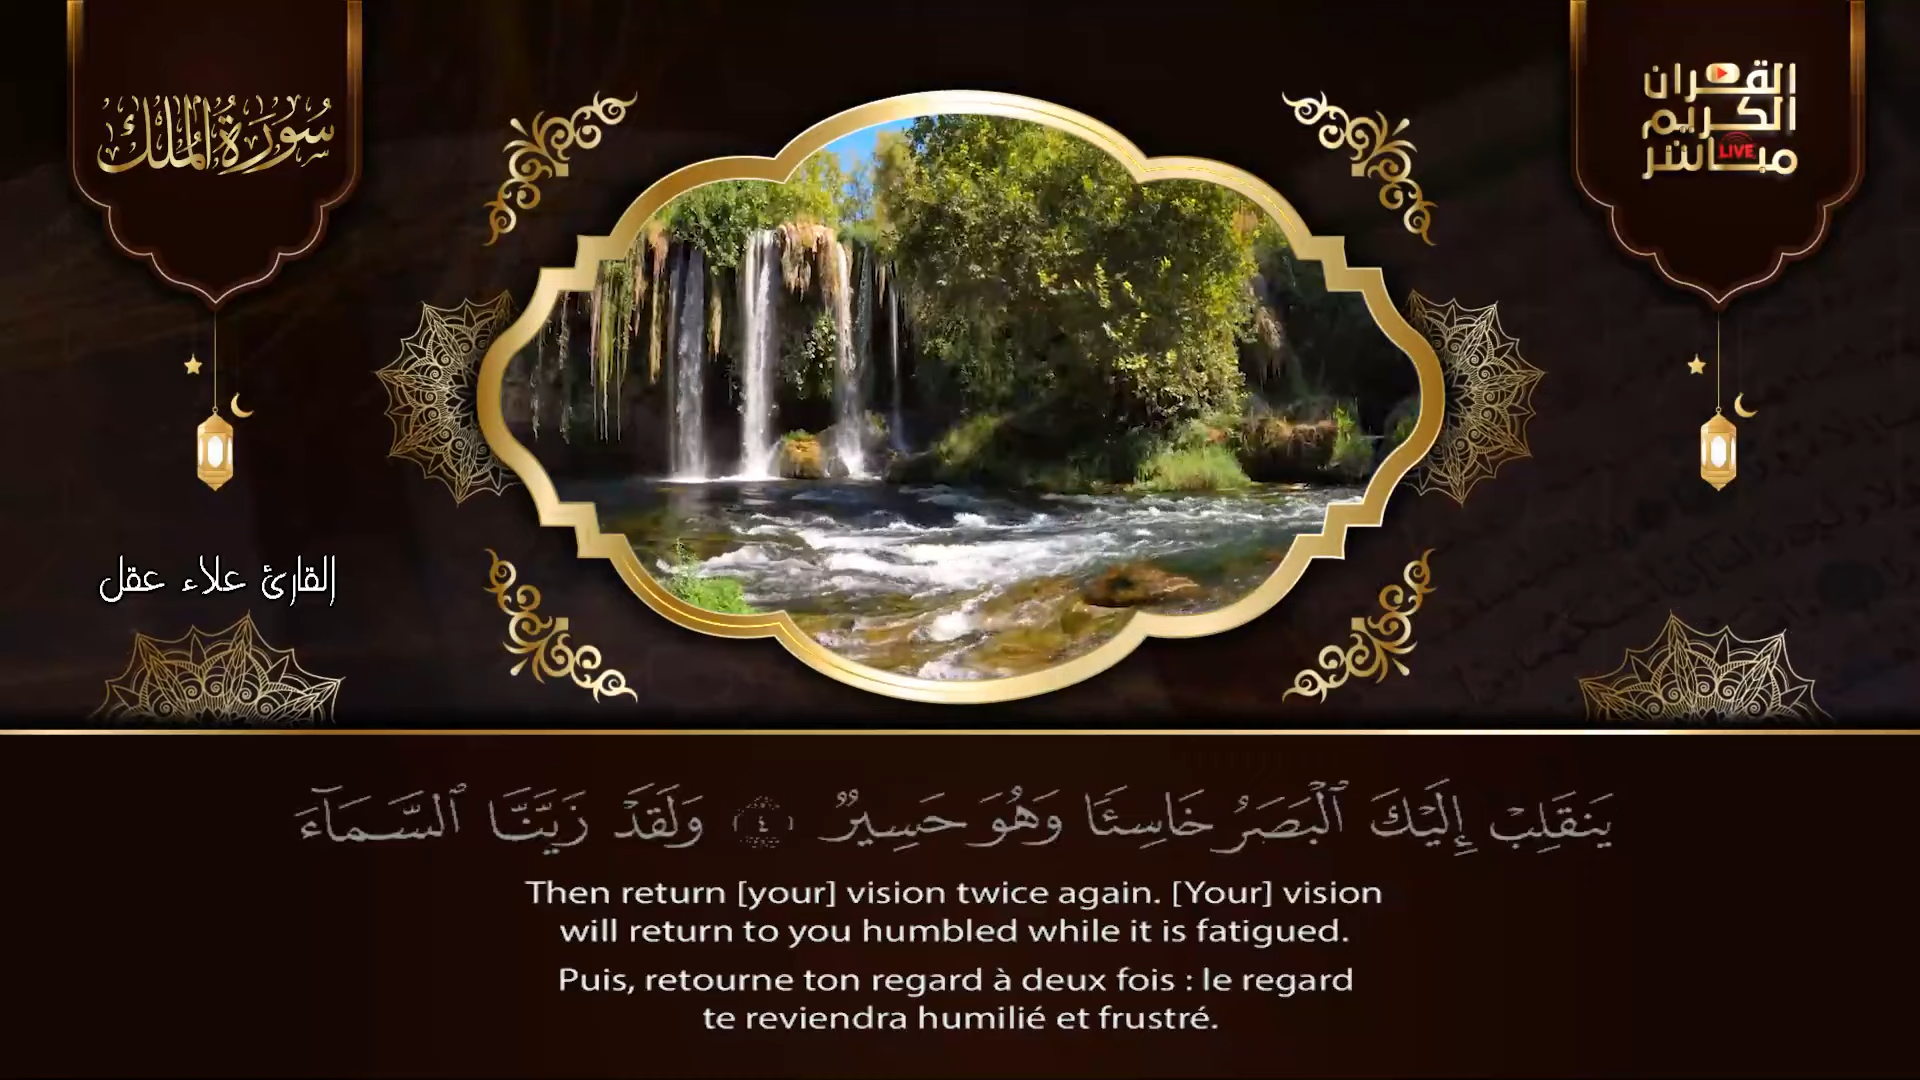 سُورَةُ المُلك
القرآن
الكريم
مباشر
LIVE
القارئ علاء عقل
يَنقَلِبْ إِلَيْكَ ٱلْبَصَرُ خَاسِئًا وَهُوَ حَسِيرٌ ٤ وَلَقَدْ زَيَّنَّا ٱلسَّمَآءَ
Then return [your] vision twice again. [Your] vision
will return to you humbled while it is fatigued.
Puis, retourne ton regard à deux fois : le regard
te reviendra humilié et frustré.